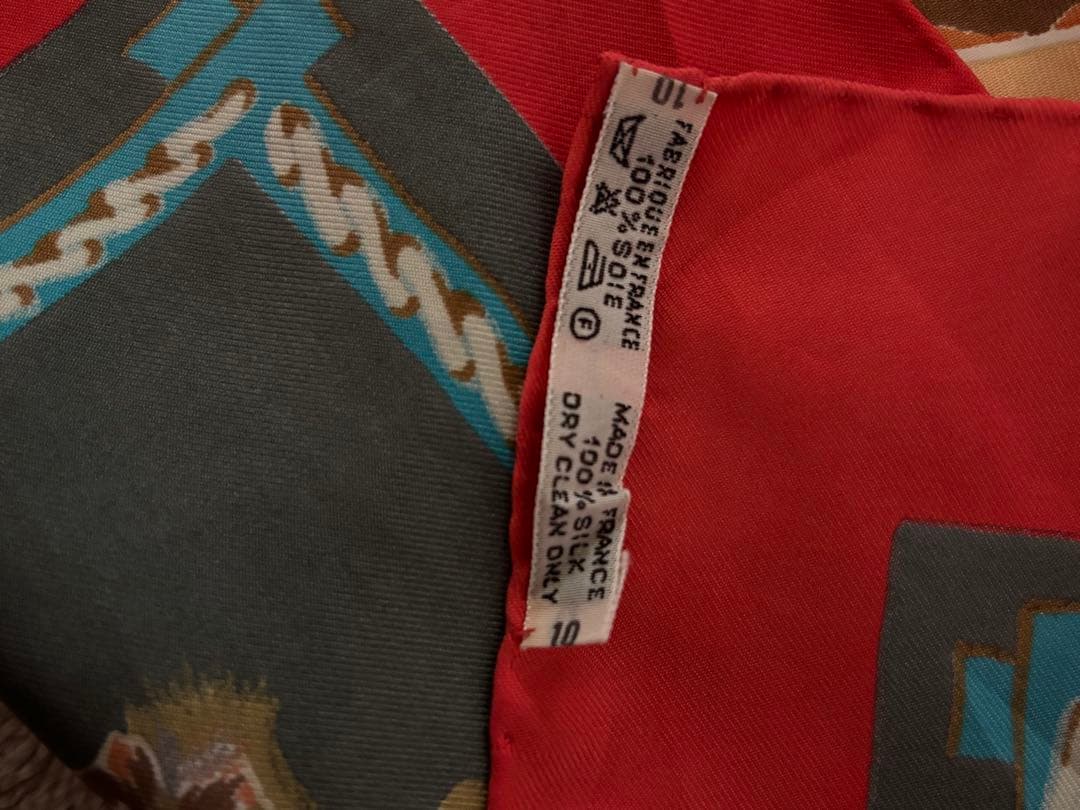 10
FABRIQUE EN FRANCE
100% SOIE
F
MADE IN FRANCE
100% SILK
DRY CLEAN ONLY
10